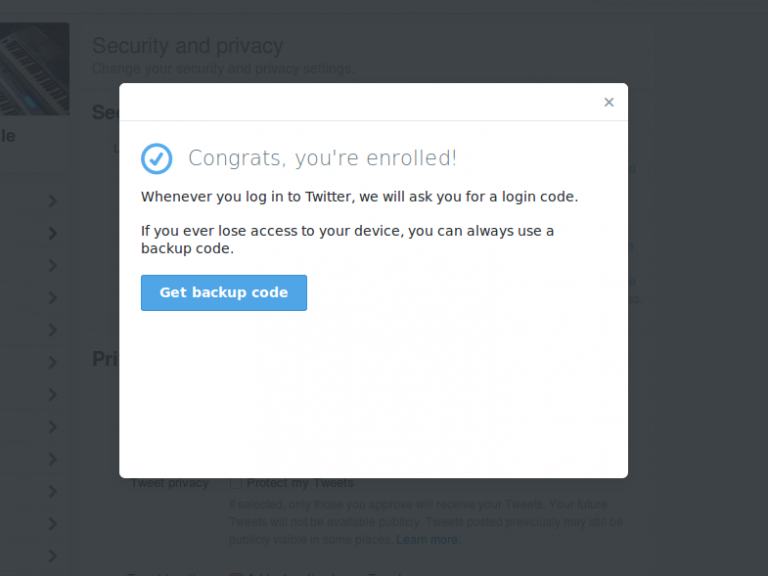 Security and privacy
Change your security and privacy settings.
×
Congrats, you're enrolled!
Whenever you log in to Twitter, we will ask you for a login code.
If you ever lose access to your device, you can always use a
backup code.
Get backup code
Tweet privacy Protect my Tweets
If selected, only those you approve will receive your Tweets. Your future
Tweets will not be available publicly. Tweets posted previously may still be
publicly visible in some places. Learn more.